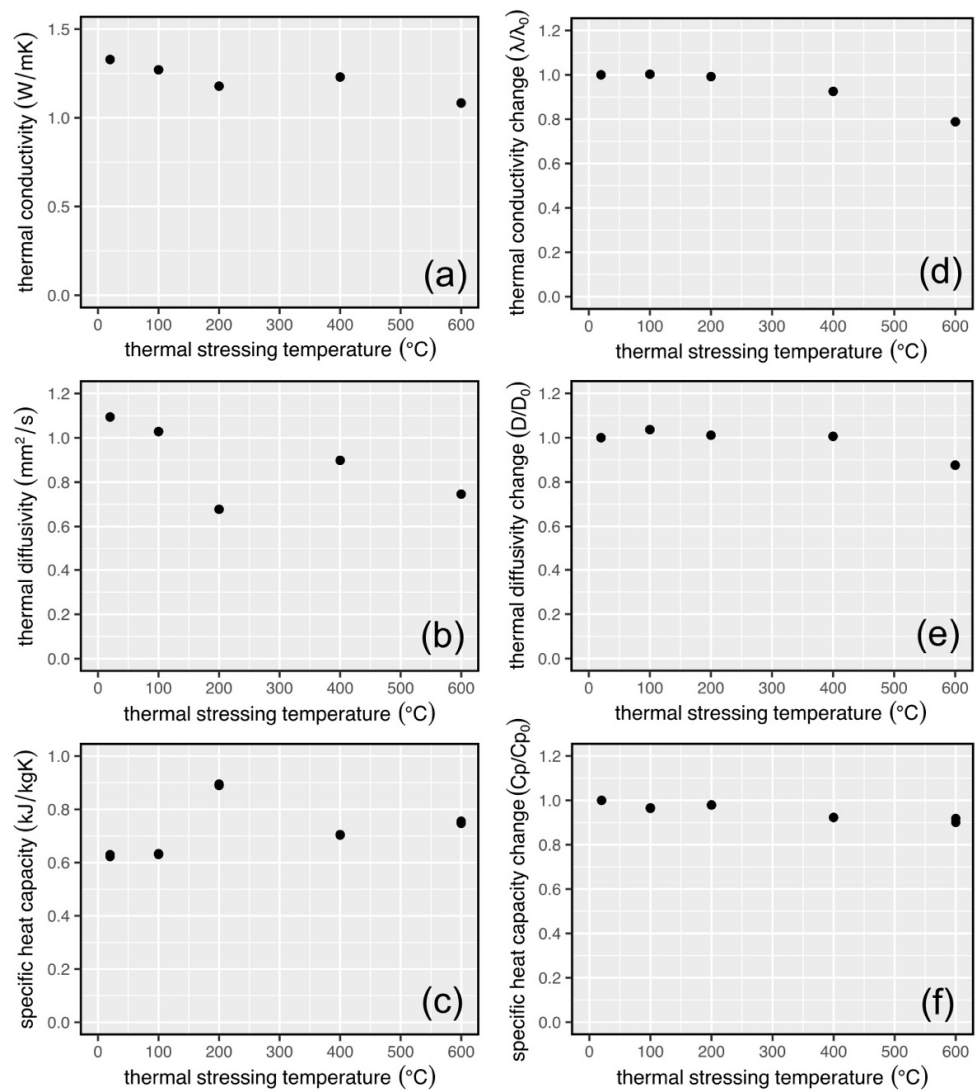 thermal conductivity (W/mK)
1.5
1.0
0.5
0.0
(a)
0 100 200 300 400 500 600
thermal stressing temperature (°C)
thermal conductivity change (λ/λ₀)
1.2
1.0
0.8
0.6
0.4
0.2
0.0
(d)
0 100 200 300 400 500 600
thermal stressing temperature (°C)
thermal diffusivity (mm²/s)
1.2
1.0
0.8
0.6
0.4
0.2
0.0
(b)
0 100 200 300 400 500 600
thermal stressing temperature (°C)
thermal diffusivity change (D/D₀)
1.2
1.0
0.8
0.6
0.4
0.2
0.0
(e)
0 100 200 300 400 500 600
thermal stressing temperature (°C)
specific heat capacity (kJ/kgK)
1.0
0.8
0.6
0.4
0.2
0.0
(c)
0 100 200 300 400 500 600
thermal stressing temperature (°C)
specific heat capacity change (Cp/Cp₀)
1.2
1.0
0.8
0.6
0.4
0.2
0.0
(f)
0 100 200 300 400 500 600
thermal stressing temperature (°C)